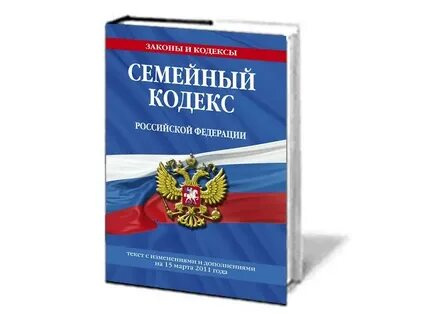 ЗАКОНЫ И КОДЕКСЫ
СЕМЕЙНЫЙ
КОДЕКС
РОССИЙСКОЙ ФЕДЕРАЦИИ
текст с изменениями и дополнениями
на 15 марта 2011 года